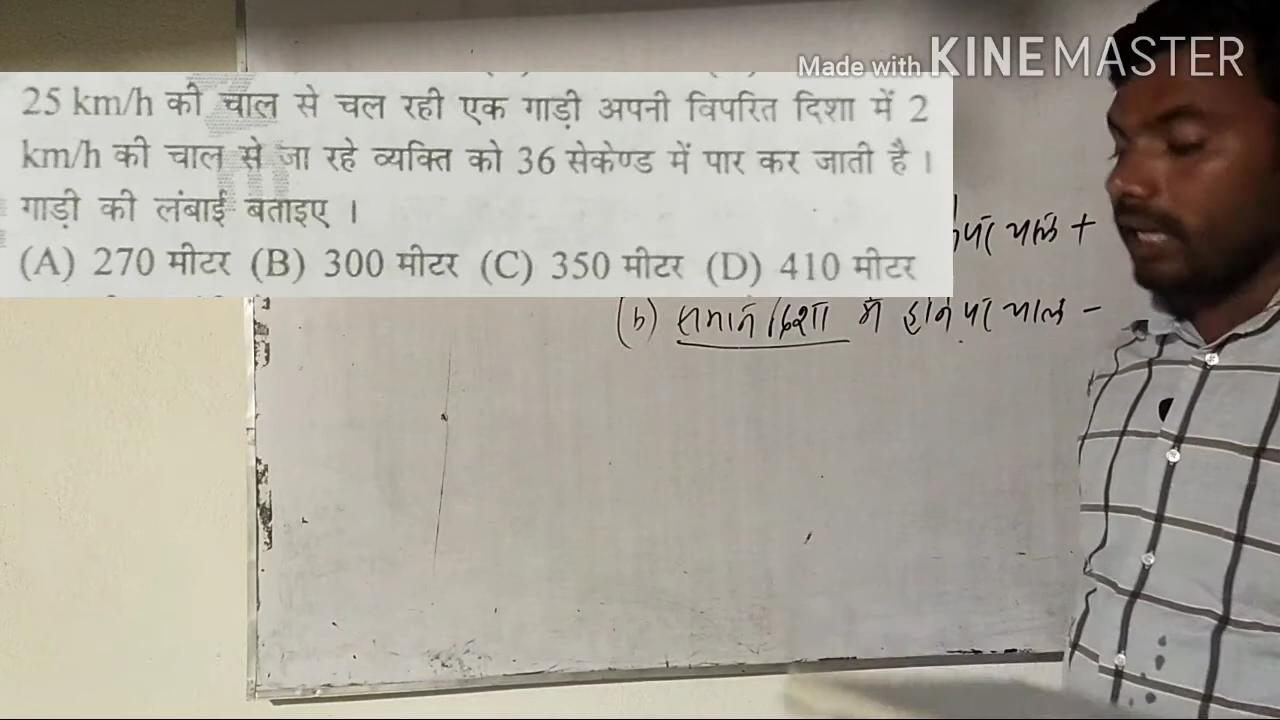 Made with KINEMASTER
25 km/h की चाल से चल रही एक गाड़ी अपनी विपरित दिशा में 2
km/h की चाल से जा रहे व्यक्ति को 36 सेकेण्ड में पार कर जाती है ।
गाड़ी की लंबाई बताइए ।
(A) 270 मीटर (B) 300 मीटर (C) 350 मीटर (D) 410 मीटर
पर चाल +
(b) समान दिशा में होने पर चाल -